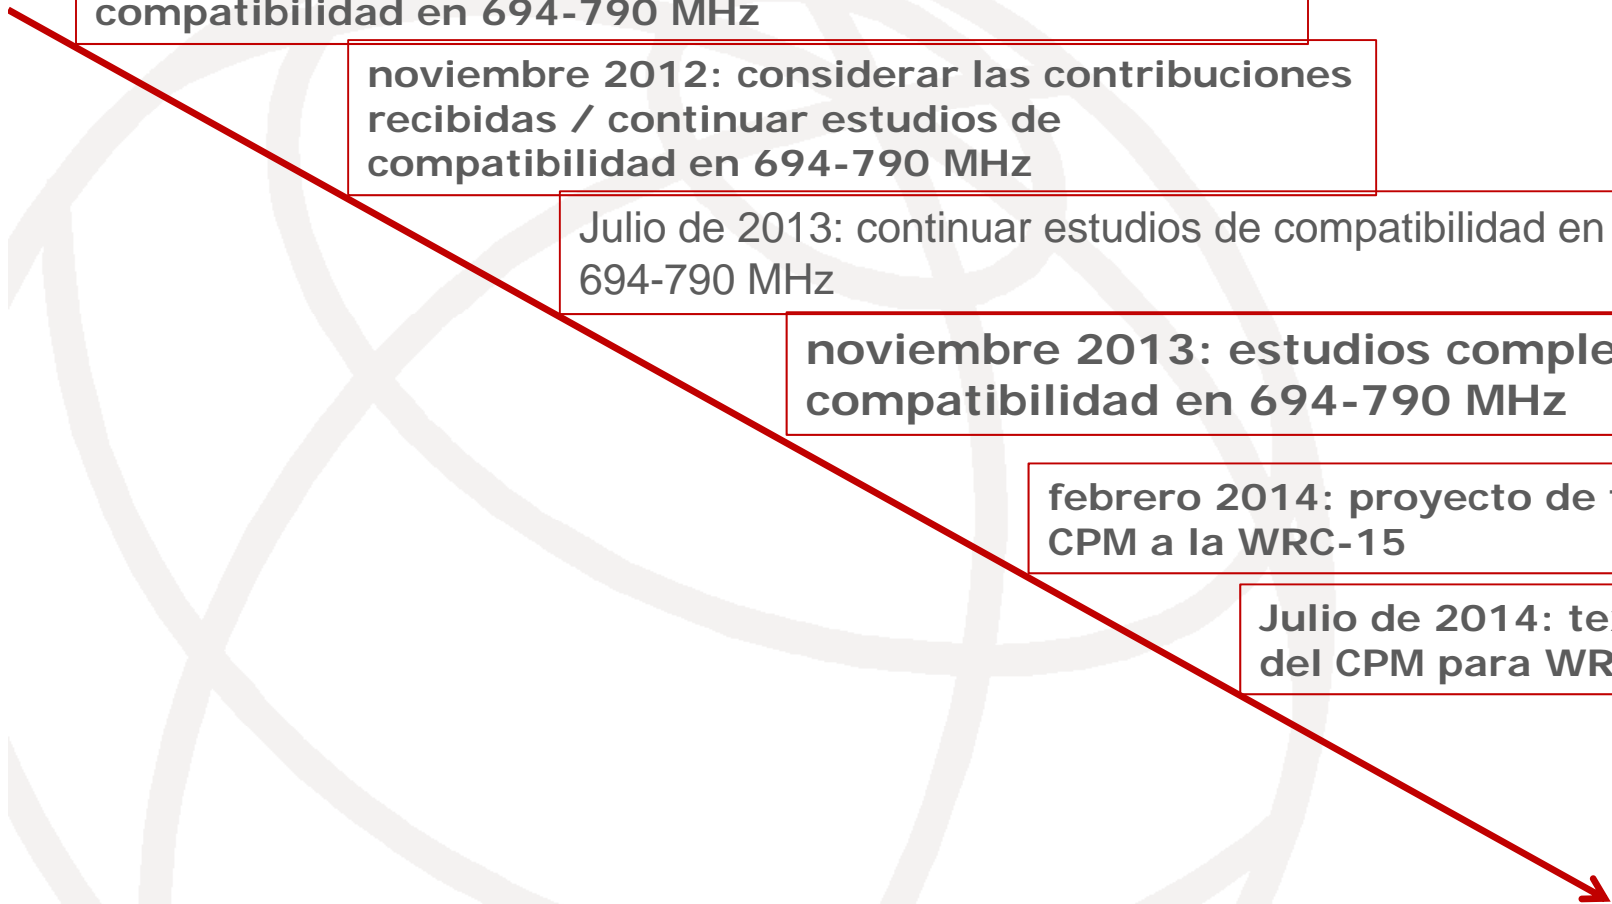 compatibilidad en 694-790 MHz
noviembre 2012: considerar las contribuciones
recibidas / continuar estudios de
compatibilidad en 694-790 MHz
Julio de 2013: continuar estudios de compatibilidad en
694-790 MHz
noviembre 2013: estudios comple
compatibilidad en 694-790 MHz
febrero 2014: proyecto de
CPM a la WRC-15
Julio de 2014: te
del CPM para WR